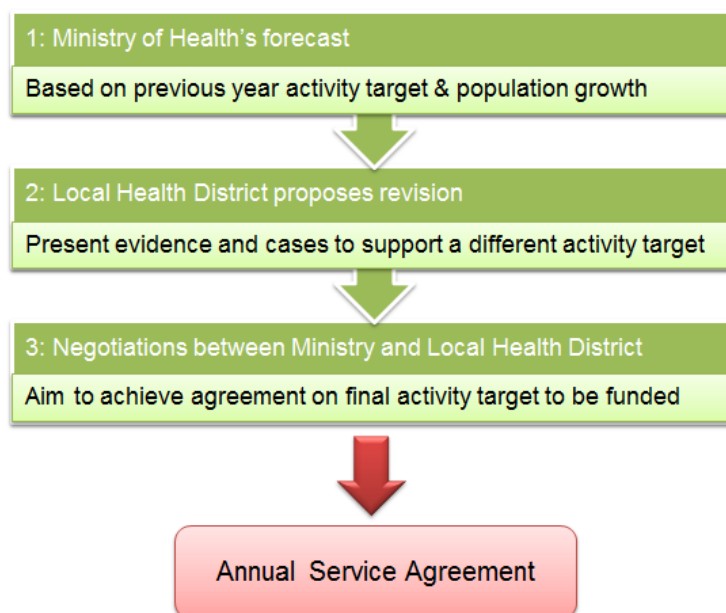 1: Ministry of Health's forecast
Based on previous year activity target & population growth
2: Local Health District proposes revision
Present evidence and cases to support a different activity target
3: Negotiations between Ministry and Local Health District
Aim to achieve agreement on final activity target to be funded
Annual Service Agreement